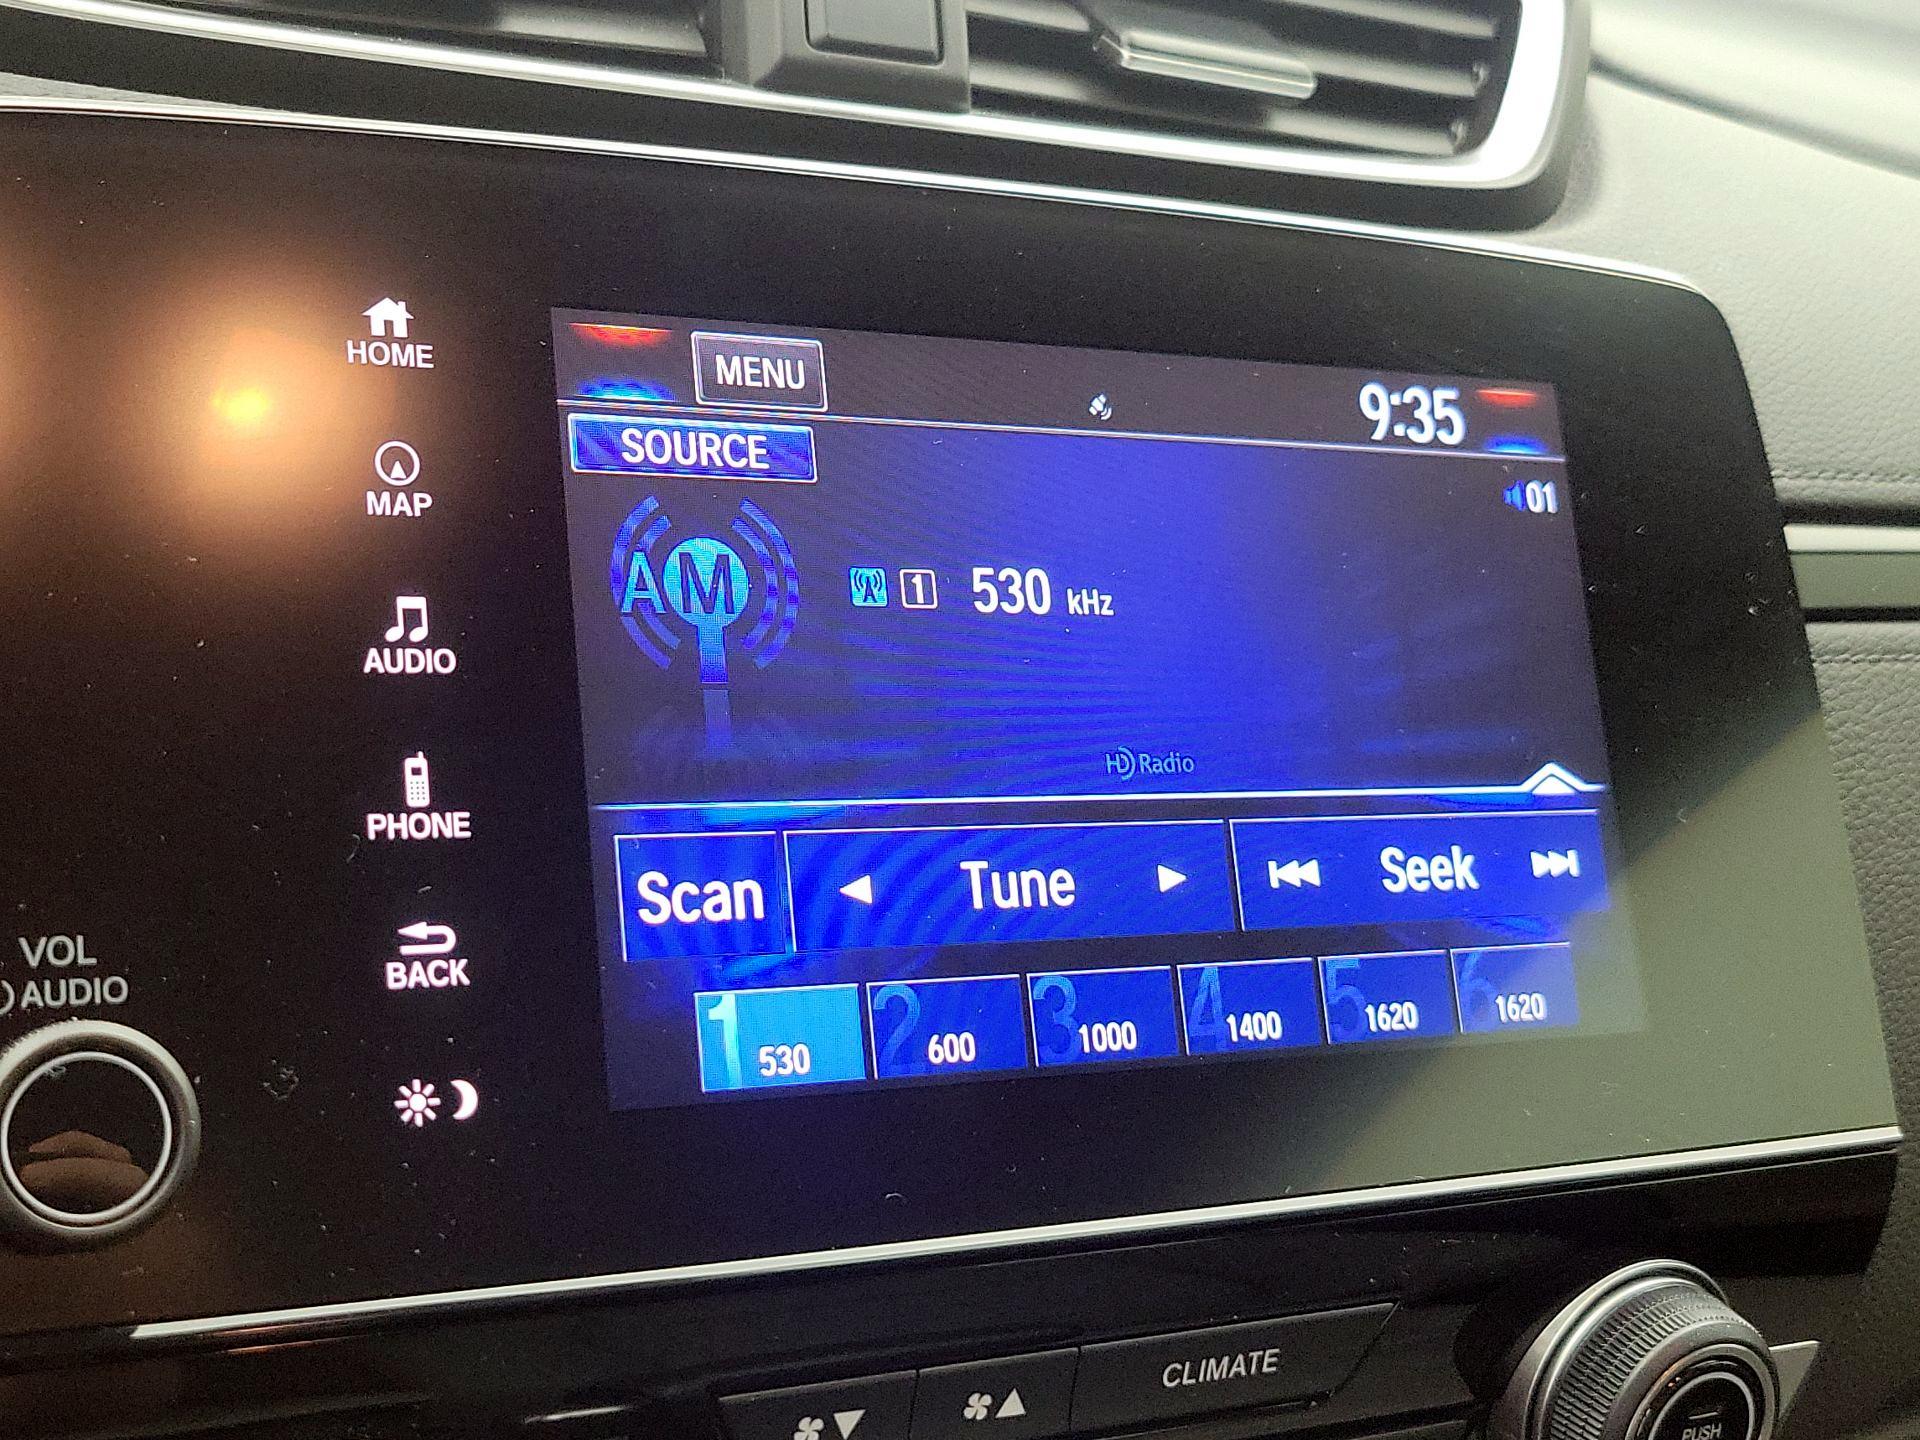 HOME
MAP
AUDIO
PHONE
BACK
VOL
AUDIO
MENU
9:35
SOURCE
01
AM
1 530 kHz
HD Radio
Scan
Tune
Seek
1 530
2 600
3 1000
4 1400
5 1620
6 1620
CLIMATE
PUSH